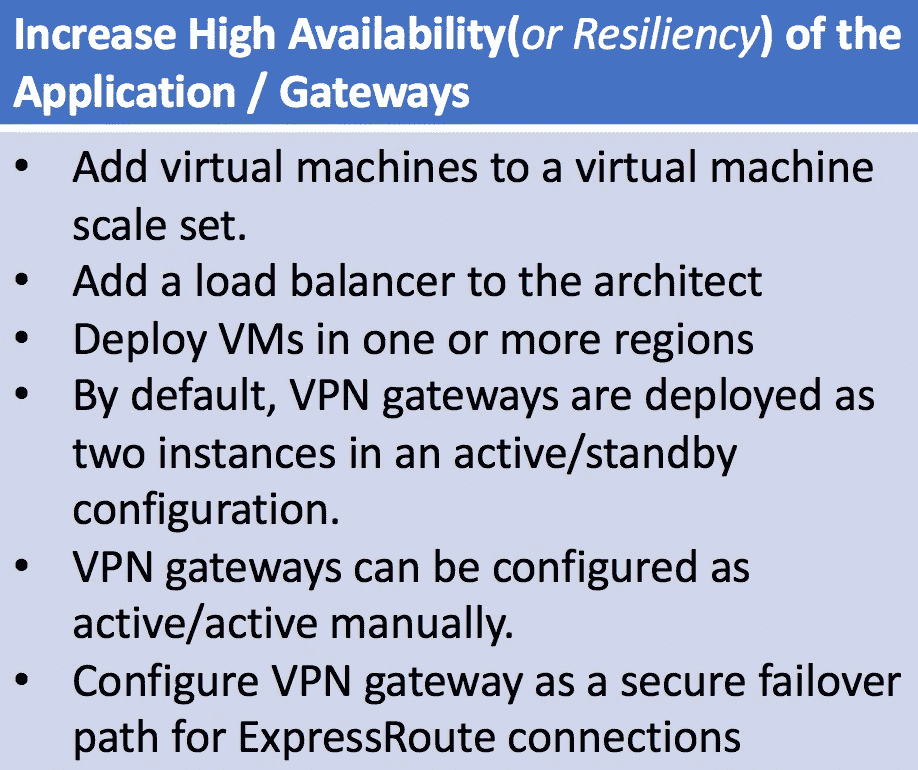 Increase High Availability(or Resiliency) of the
Application / Gateways
• Add virtual machines to a virtual machine
scale set.
• Add a load balancer to the architect
• Deploy VMs in one or more regions
• By default, VPN gateways are deployed as
two instances in an active/standby
configuration.
• VPN gateways can be configured as
active/active manually.
• Configure VPN gateway as a secure failover
path for ExpressRoute connections